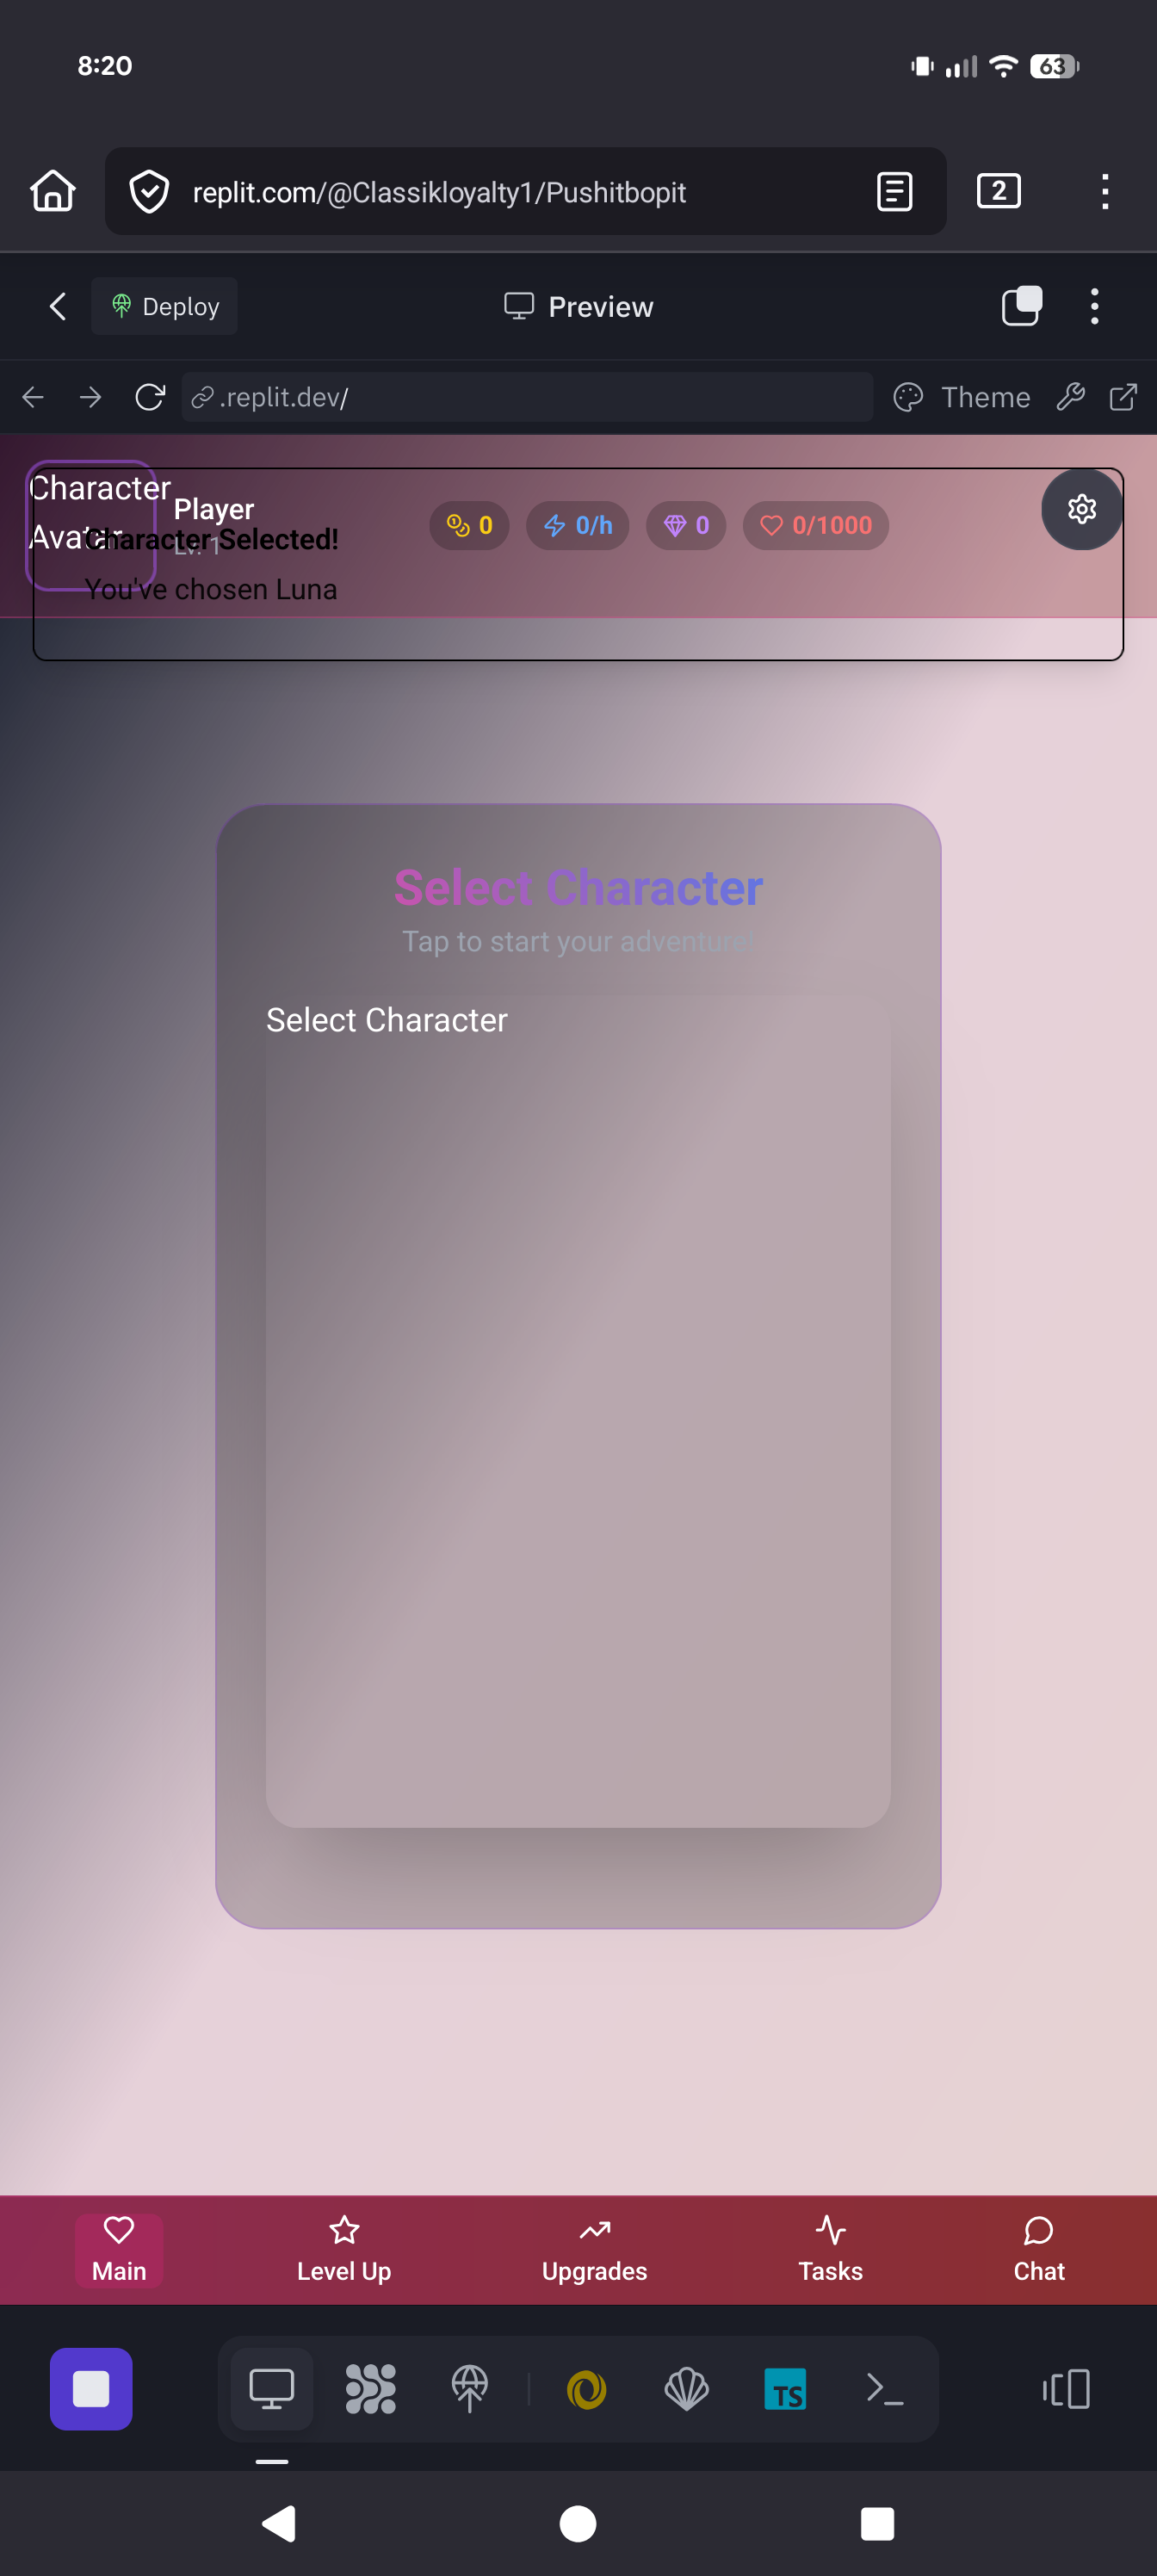 8:20
63
replit.com/@Classikloyalty1/Pushitbopit
2
Deploy
Preview
.replit.dev/
Theme
Character
Avatar
Player
Lv. 1
0
0/h
0
0/1000
Character Selected!
You've chosen Luna
Select Character
Tap to start your adventure!
Select Character
Main
Level Up
Upgrades
Tasks
Chat
TS